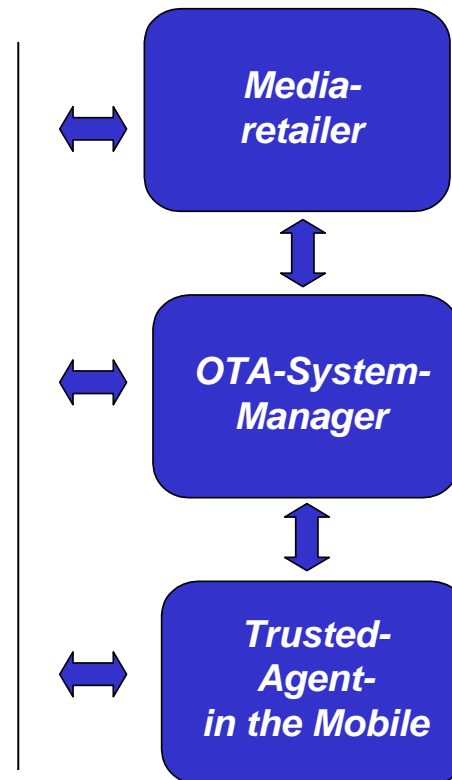 Media-
retailer
OTA-System-
Manager
Trusted-
Agent-
in the Mobile